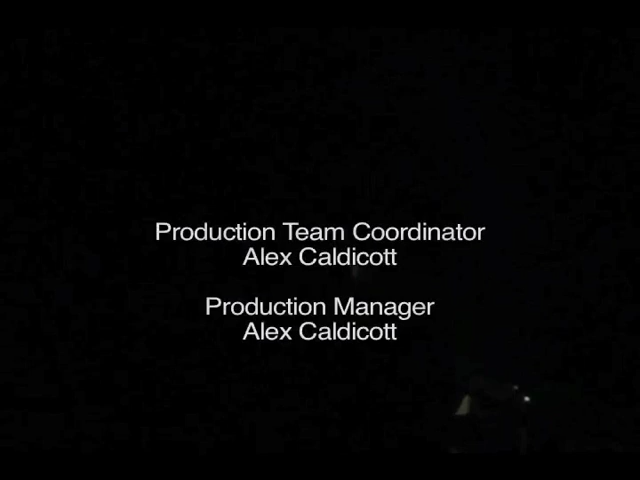 Production Team Coordinator
Alex Caldicott
Production Manager
Alex Caldicott